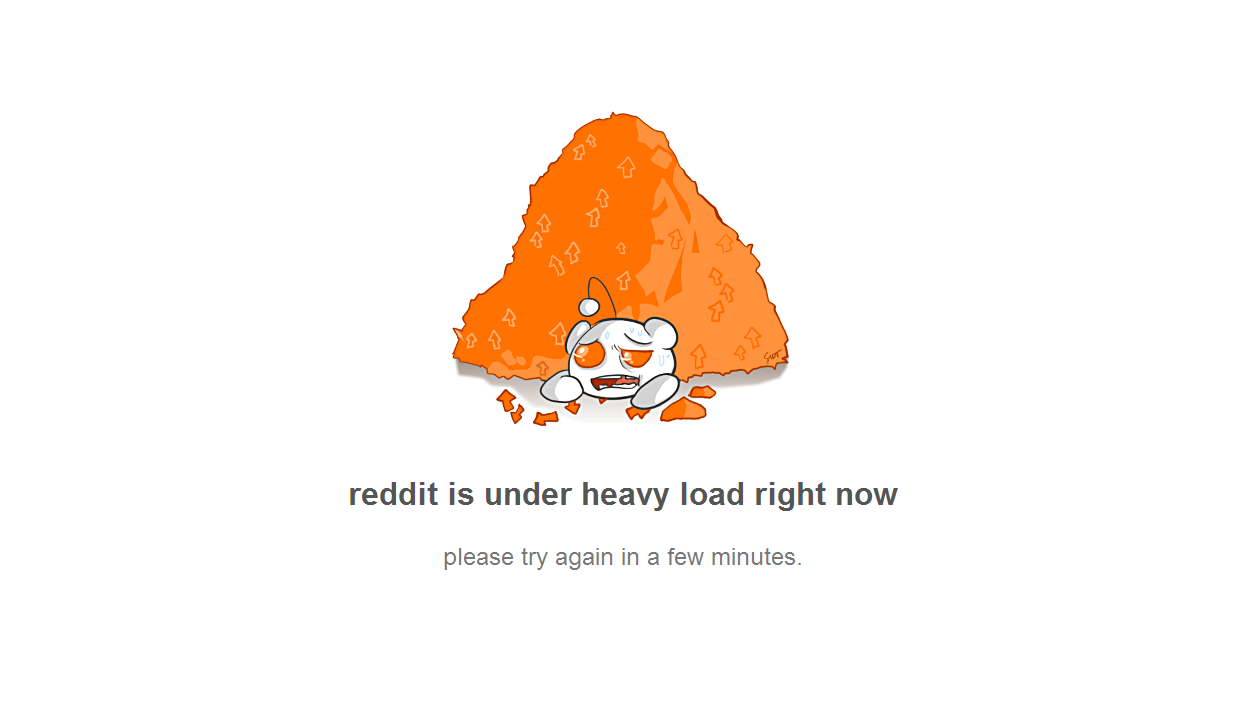 reddit is under heavy load right now
please try again in a few minutes.